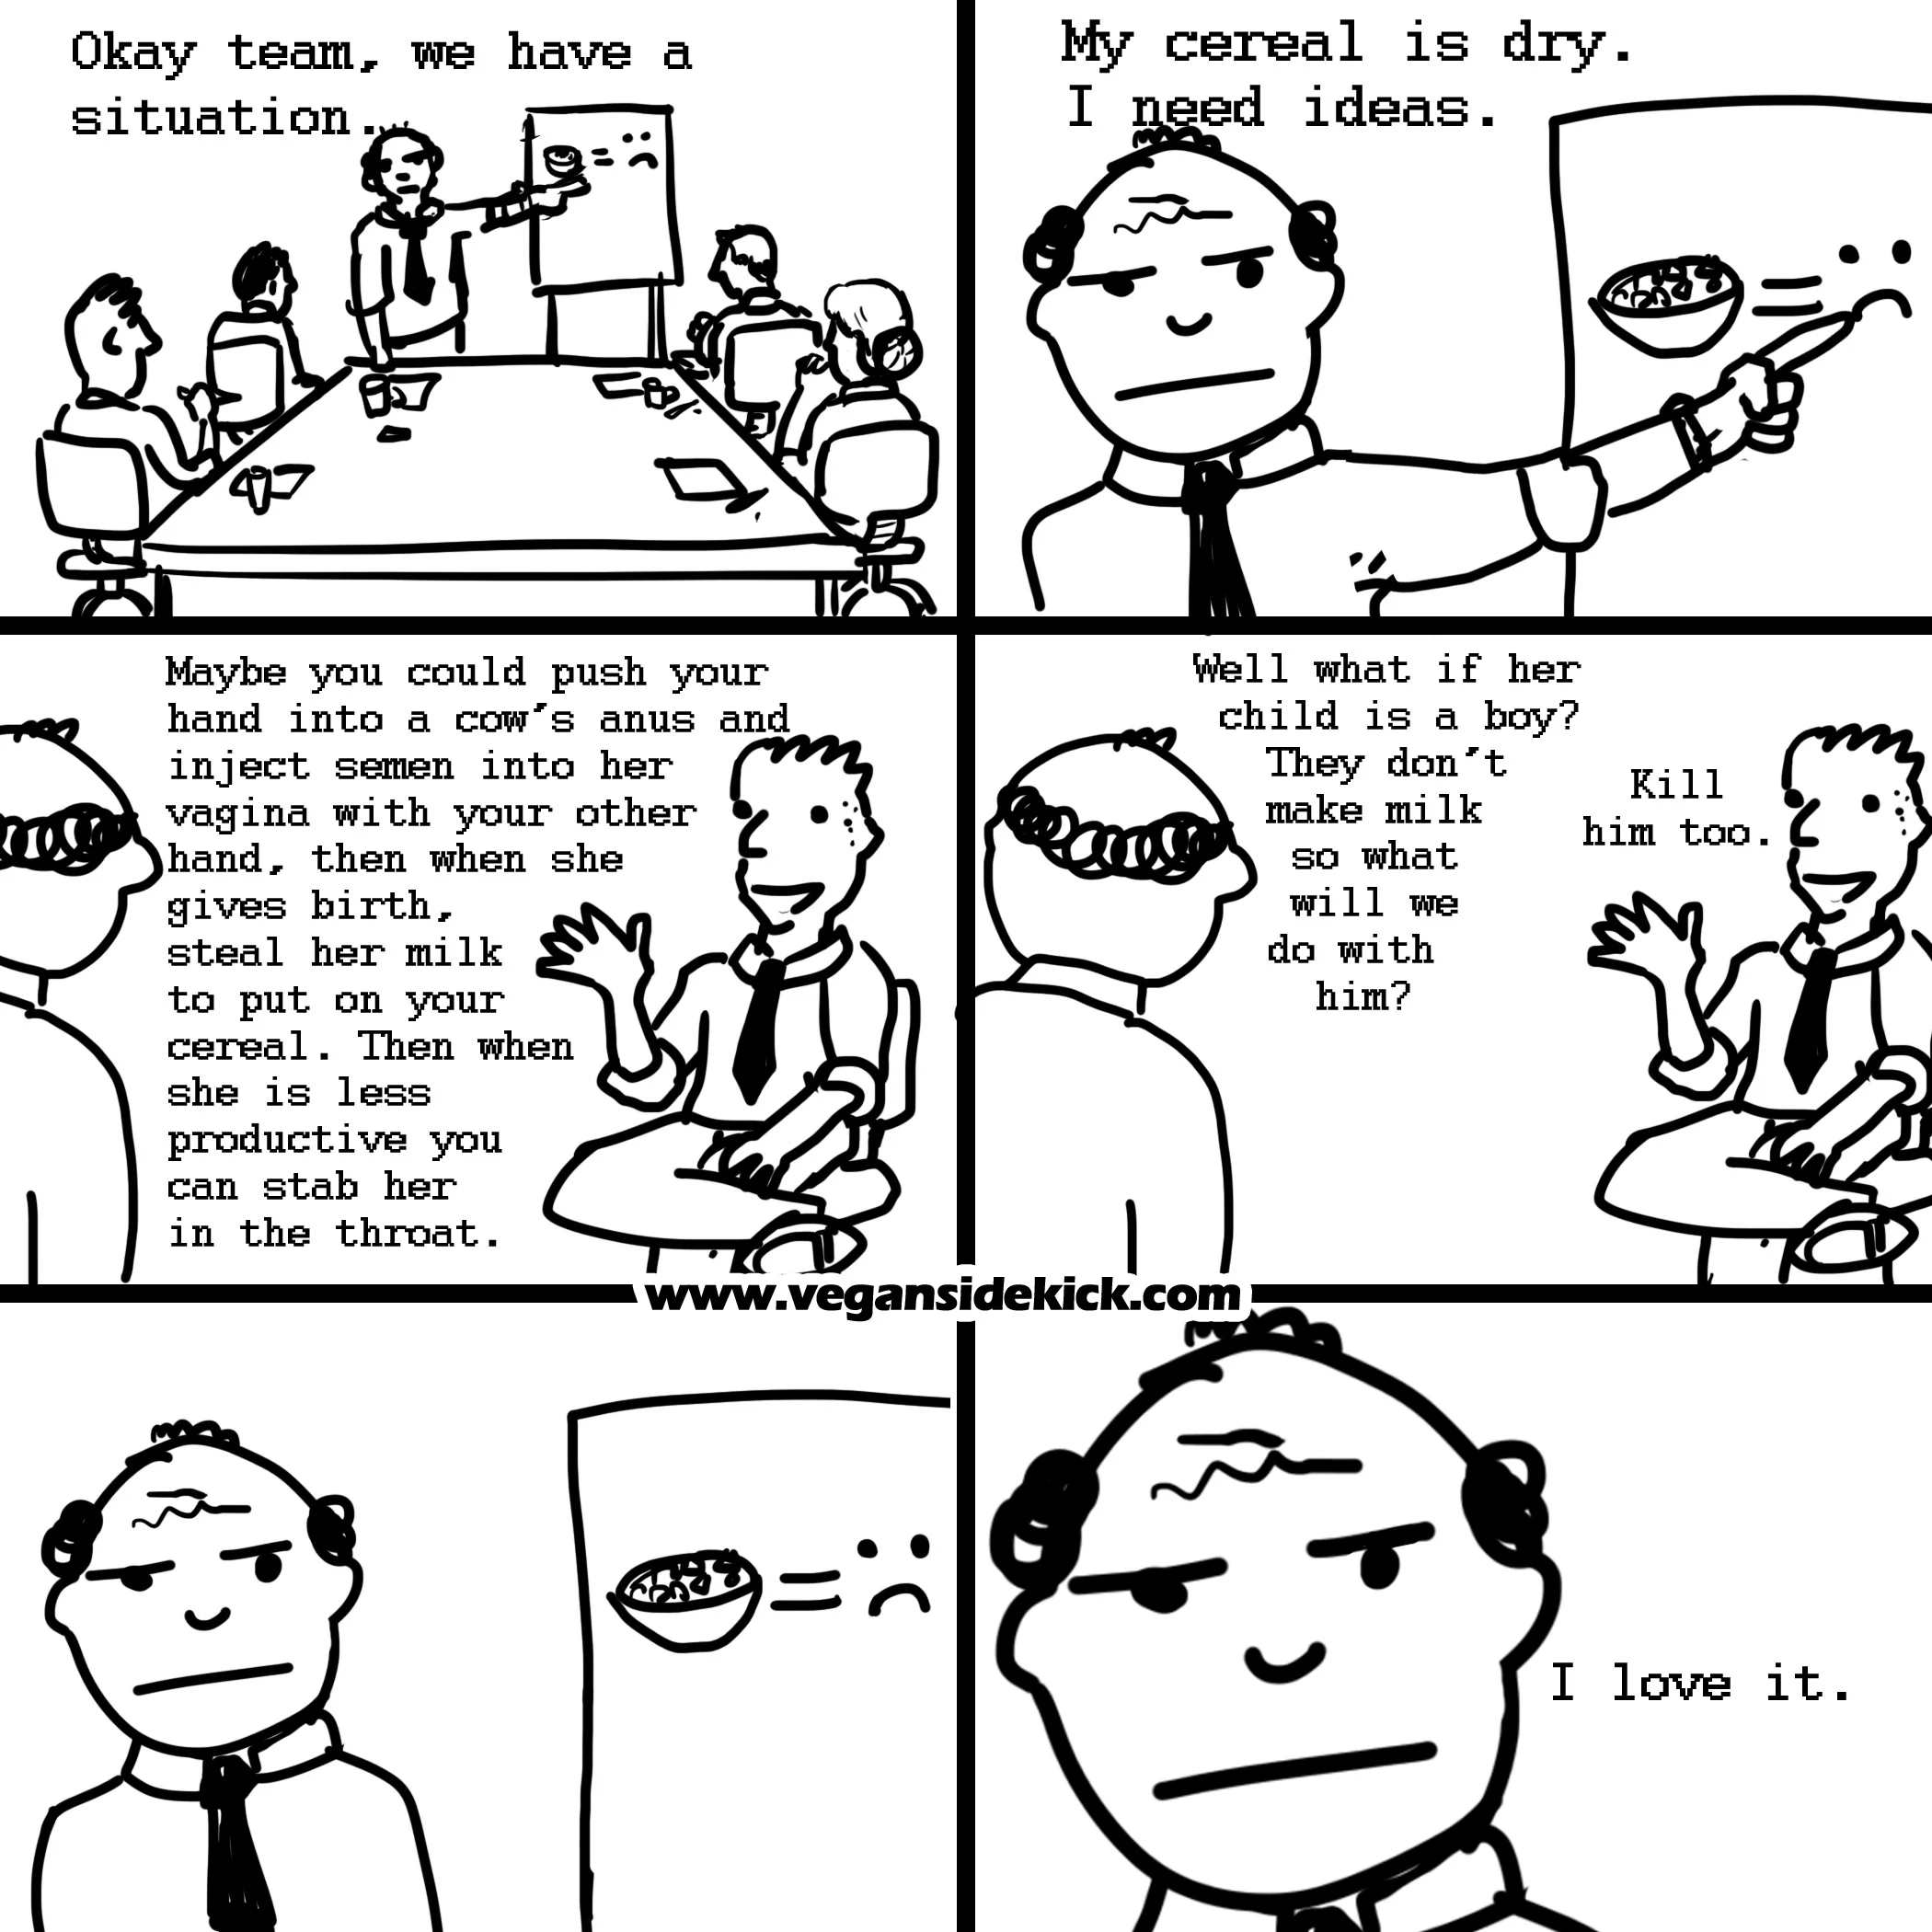 Okay team, we have a
situation.
My cereal is dry.
I need ideas.
Maybe you could push your
hand into a cow's anus and
inject semen into her
vagina with your other
hand, then when she
gives birth,
steal her milk
to put on your
cereal. Then when
she is less
productive you
can stab her
in the throat.
Well what if her
child is a boy?
They don't
make milk
so what
will we
do with
him?
Kill
him too.
www.vegansidekick.com
I love it.